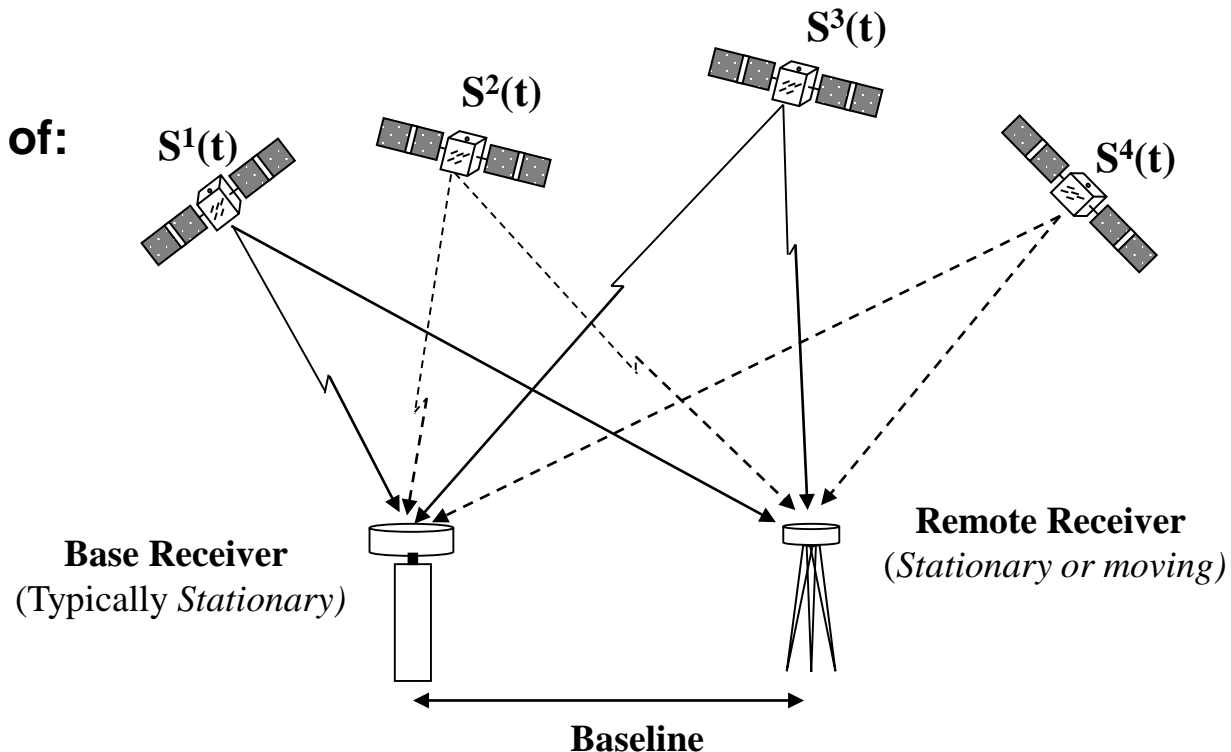 of:
S¹(t)
S²(t)
S³(t)
S⁴(t)
Base Receiver
(Typically Stationary)
Remote Receiver
(Stationary or moving)
Baseline